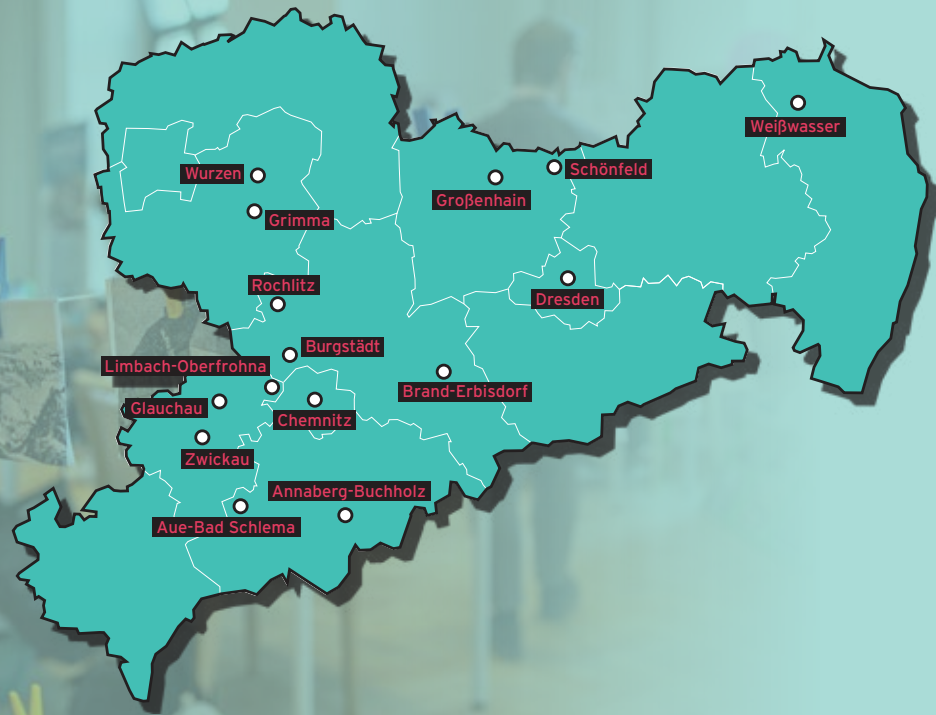 Weißwasser
Wurzen
Schönfeld
Großenhain
Grimma
Rochlitz
Dresden
Burgstädt
Limbach-Oberfrohna
Brand-Erbisdorf
Glauchau
Chemnitz
Zwickau
Annaberg-Buchholz
Aue-Bad Schlema